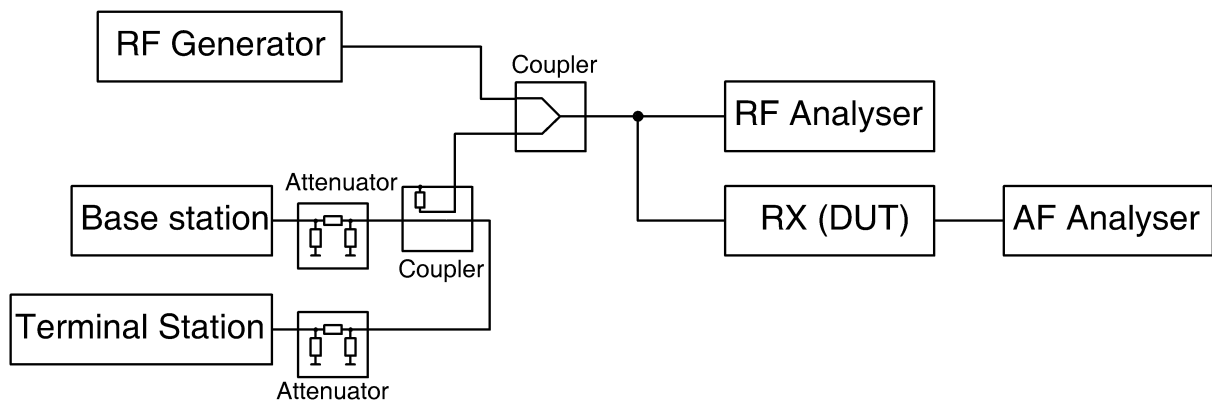 RF Generator
Coupler
RF Analyser
Attenuator
Base station
RX (DUT)
AF Analyser
Coupler
Terminal Station
Attenuator